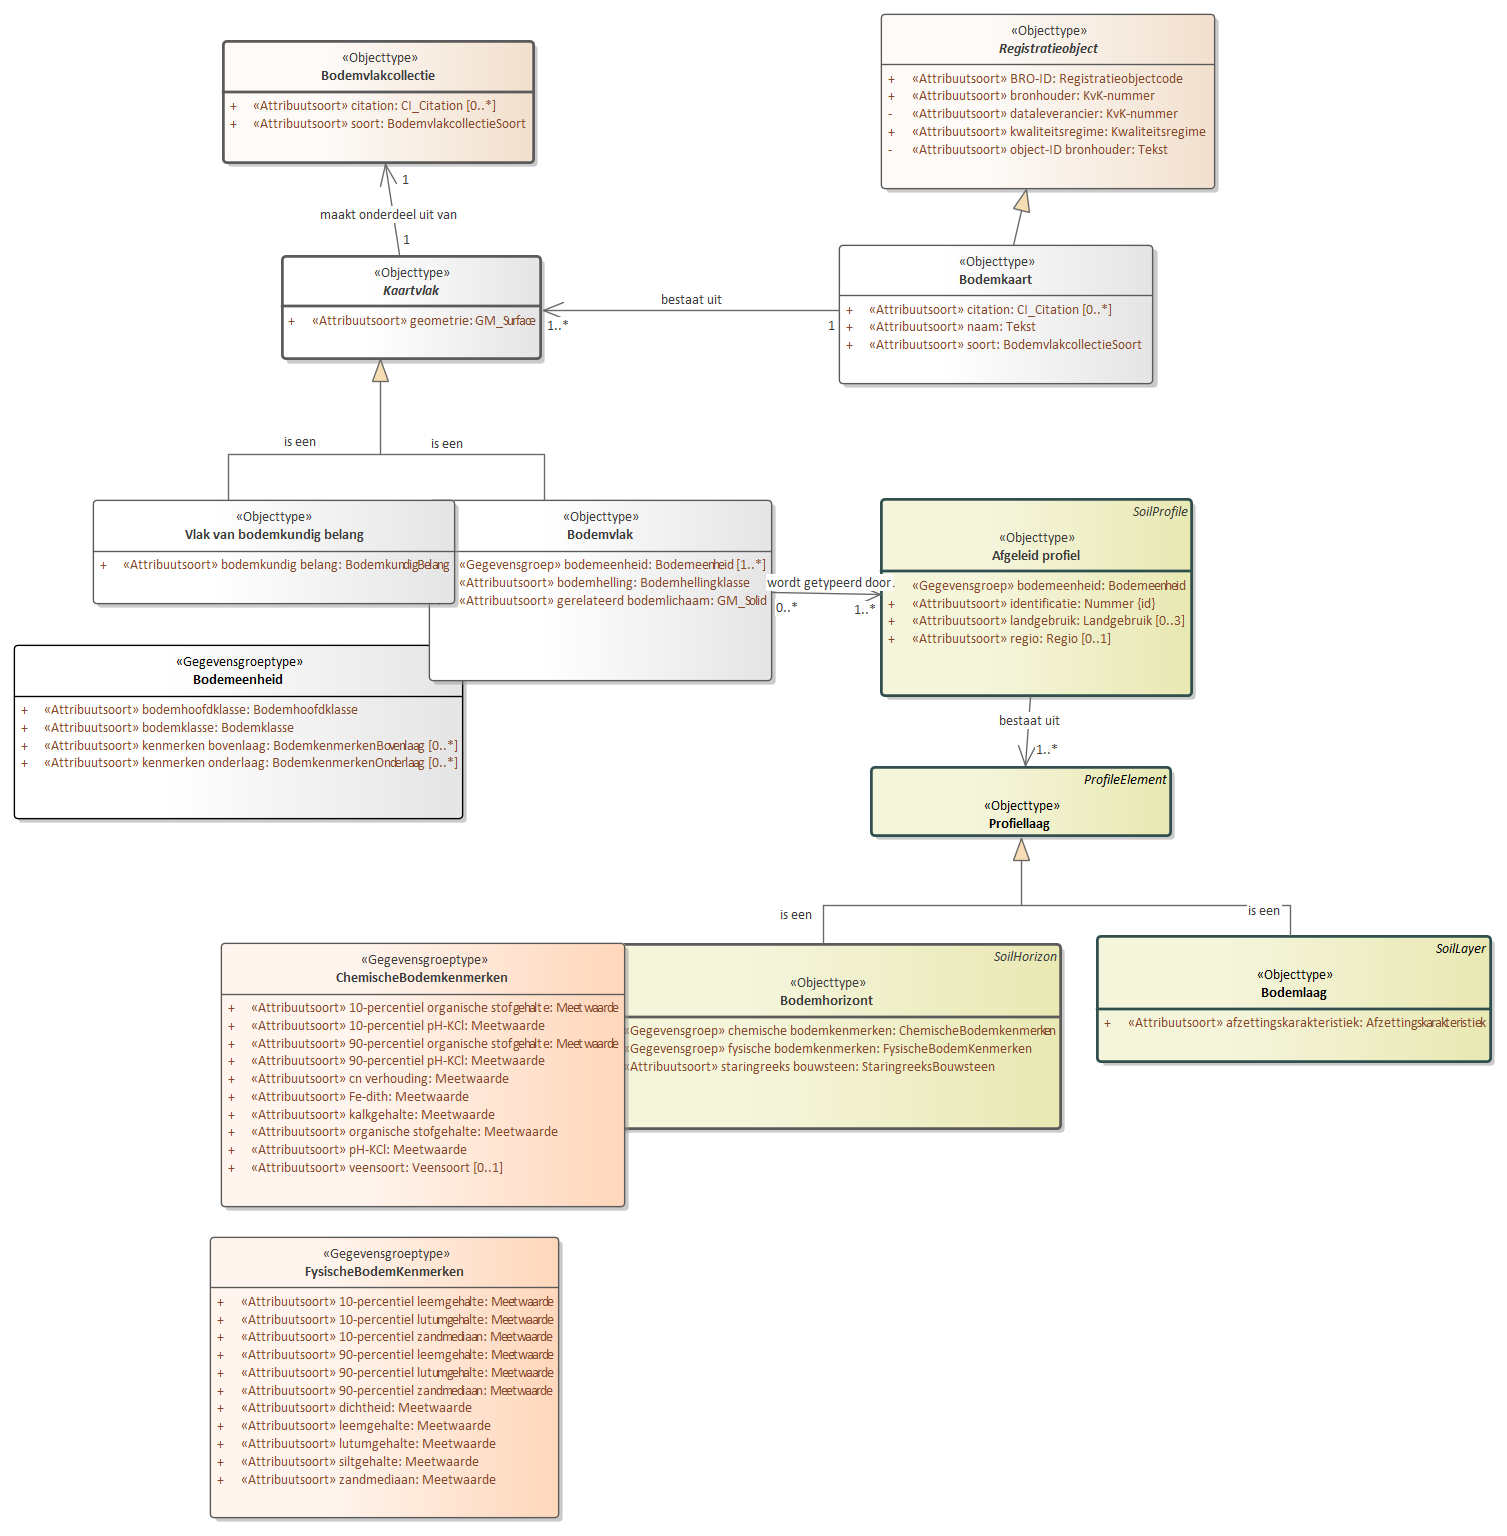 «Objecttype»
Bodemvlakcollectie
+ «Attribuutsoort» citation: CI_Citation [0..*]
+ «Attribuutsoort» soort: BodemvlakcollectieSoort
«Objecttype»
Registratieobject
+ «Attribuutsoort» BRO-ID: Registratieobjectcode
+ «Attribuutsoort» bronhouder: KvK-nummer
- «Attribuutsoort» dataleverancier: KvK-nummer
+ «Attribuutsoort» kwaliteitsregime: Kwaliteitsregime
- «Attribuutsoort» object-ID bronhouder: Tekst
1
maakt onderdeel uit van
1
«Objecttype»
Kaartvlak
+ «Attribuutsoort» geometrie: GM_Surface
bestaat uit
1..*
1
«Objecttype»
Bodemkaart
+ «Attribuutsoort» citation: CI_Citation [0..*]
+ «Attribuutsoort» naam: Tekst
+ «Attribuutsoort» soort: BodemvlakcollectieSoort
is een
is een
«Objecttype»
Vlak van bodemkundig belang
+ «Attribuutsoort» bodemkundig belang: BodemkundigBelang
«Objecttype»
Bodemvlak
«Gegevensgroep» bodemeenheid: Bodemeenheid [1..*]
«Attribuutsoort» bodemhelling: Bodemhellingklasse
«Attribuutsoort» gerelateerd bodemlichaam: GM_Solid
wordt getypeerd door
0..*
1..*
SoilProfile
«Objecttype»
Afgeleid profiel
«Gegevensgroep» bodemeenheid: Bodemeenheid
+ «Attribuutsoort» identificatie: Nummer {id}
+ «Attribuutsoort» landgebruik: Landgebruik [0..3]
+ «Attribuutsoort» regio: Regio [0..1]
«Gegevensgroeptype»
Bodemeenheid
+ «Attribuutsoort» bodemhoofdklasse: Bodemhoofdklasse
+ «Attribuutsoort» bodemklasse: Bodemklasse
+ «Attribuutsoort» kenmerken bovenlaag: BodemkenmerkenBovenlaag [0..*]
+ «Attribuutsoort» kenmerken onderlaag: BodemkenmerkenOnderlaag [0..*]
bestaat uit
1..*
ProfileElement
«Objecttype»
Profiellaag
is een
is een
«Gegevensgroeptype»
ChemischeBodemkenmerken
+ «Attribuutsoort» 10-percentiel organische stofgehalte: Meetwaarde
+ «Attribuutsoort» 10-percentiel pH-KCl: Meetwaarde
+ «Attribuutsoort» 90-percentiel organische stofgehalte: Meetwaarde
+ «Attribuutsoort» 90-percentiel pH-KCl: Meetwaarde
+ «Attribuutsoort» cn verhouding: Meetwaarde
+ «Attribuutsoort» Fe-dith: Meetwaarde
+ «Attribuutsoort» kalkgehalte: Meetwaarde
+ «Attribuutsoort» organische stofgehalte: Meetwaarde
+ «Attribuutsoort» pH-KCl: Meetwaarde
+ «Attribuutsoort» veensoort: Veensoort [0..1]
SoilHorizon
«Objecttype»
Bodemhorizont
«Gegevensgroep» chemische bodemkenmerken: ChemischeBodemkenmerken
«Gegevensgroep» fysische bodemkenmerken: FysischeBodemKenmerken
«Attribuutsoort» staringreeks bouwsteen: StaringreeksBouwsteen
SoilLayer
«Objecttype»
Bodemlaag
+ «Attribuutsoort» afzettingskarakteristiek: Afzettingskarakteristiek
«Gegevensgroeptype»
FysischeBodemKenmerken
+ «Attribuutsoort» 10-percentiel leemgehalte: Meetwaarde
+ «Attribuutsoort» 10-percentiel lutumgehalte: Meetwaarde
+ «Attribuutsoort» 10-percentiel zandmediaan: Meetwaarde
+ «Attribuutsoort» 90-percentiel leemgehalte: Meetwaarde
+ «Attribuutsoort» 90-percentiel lutumgehalte: Meetwaarde
+ «Attribuutsoort» 90-percentiel zandmediaan: Meetwaarde
+ «Attribuutsoort» dichtheid: Meetwaarde
+ «Attribuutsoort» leemgehalte: Meetwaarde
+ «Attribuutsoort» lutumgehalte: Meetwaarde
+ «Attribuutsoort» siltgehalte: Meetwaarde
+ «Attribuutsoort» zandmediaan: Meetwaarde